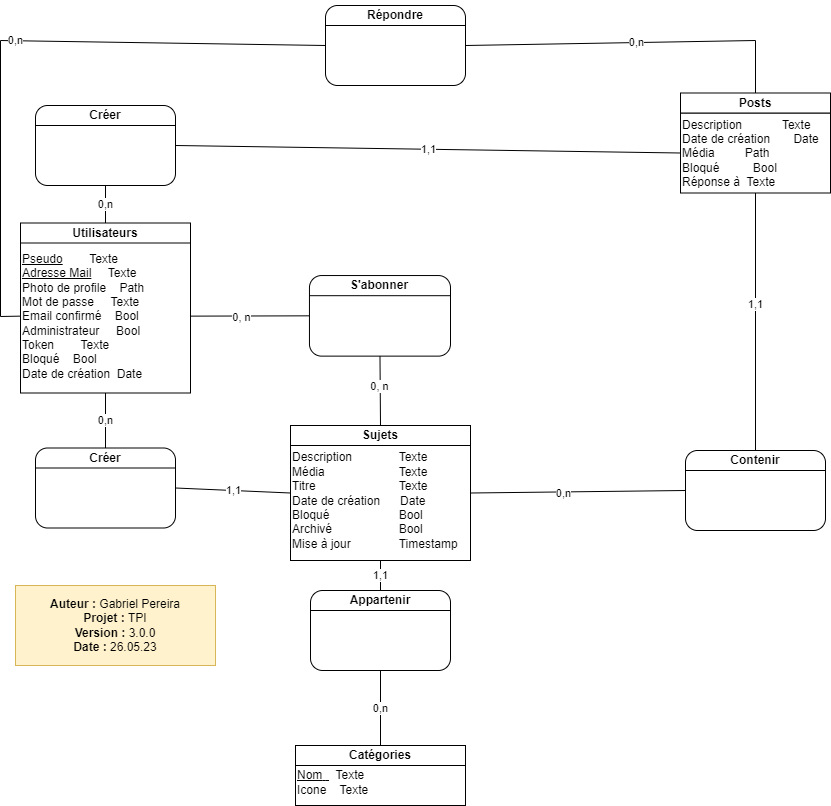 Répondre
0,n
0,n
Créer
1,1
0,n
Posts
Description Texte
Date de création Date
Média Path
Bloqué Bool
Réponse à Texte
Utilisateurs
Pseudo Texte
Adresse Mail Texte
Photo de profile Path
Mot de passe Texte
Email confirmé Bool
Administrateur Bool
Token Texte
Bloqué Bool
Date de création Date
0, n
S'abonner
1,1
0, n
0,n
Créer
1,1
Sujets
Description Texte
Média Texte
Titre Texte
Date de création Date
Bloqué Bool
Archivé Bool
Mise à jour Timestamp
0,n
Contenir
1,1
Appartenir
Auteur : Gabriel Pereira
Projet : TPI
Version : 3.0.0
Date : 26.05.23
0,n
Catégories
Nom Texte
Icone Texte